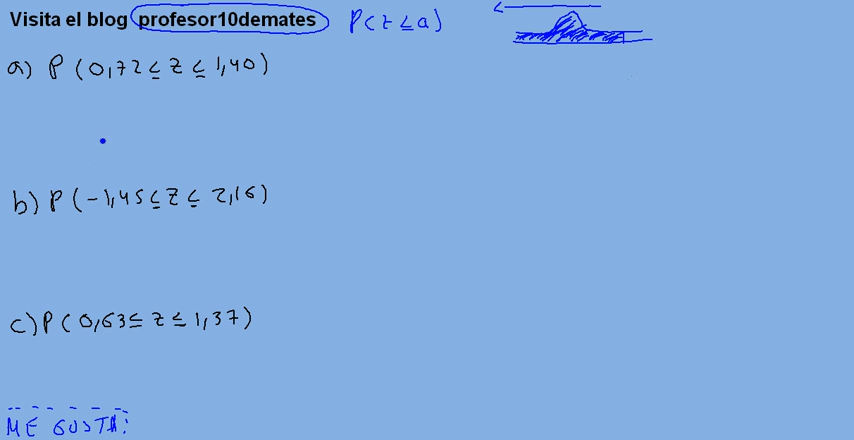 Visita el blog profesor10demates P(z ≤ a)
a) P (0,72 ≤ z ≤ 1,40)
b) P (-1,45 ≤ z ≤ 2,16)
c) P ( 0,63 ≤ z ≤ 1,37)
ME GUSTA!